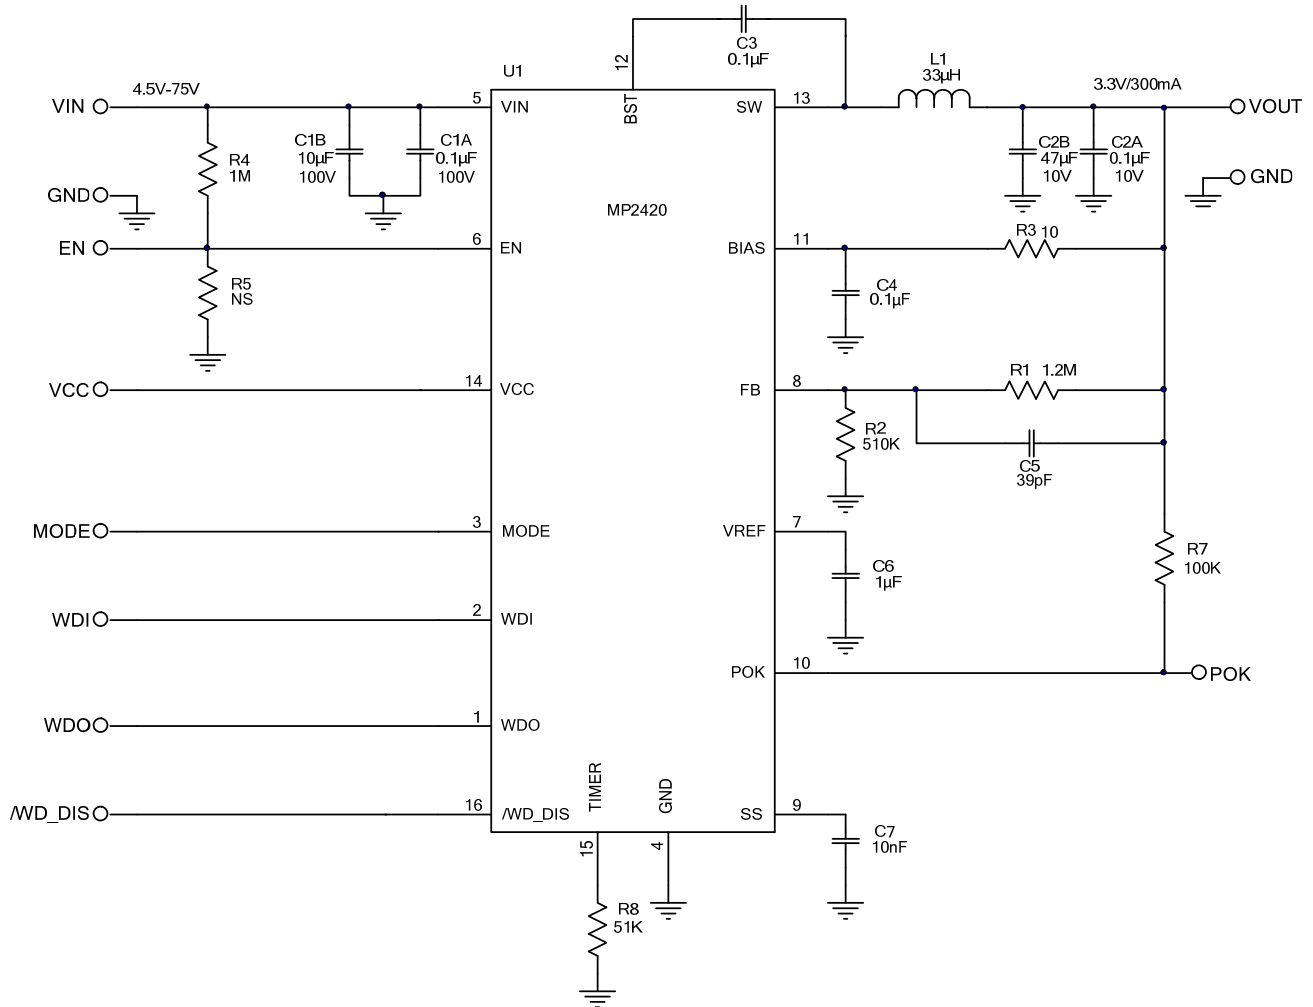 12
C3
0.1µF
U1
L1
33µH
4.5V-75V
3.3V/300mA
VIN
5
VIN
BST
SW
13
VOUT
R4
1M
C1B
10µF
100V
C1A
0.1µF
100V
C2B
47µF
10V
C2A
0.1µF
10V
GND
GND
MP2420
EN
6
EN
BIAS
11
R3 10
R5
NS
C4
0.1µF
VCC
14
VCC
FB
8
R1 1.2M
R2
510K
C5
39pF
MODE
3
MODE
VREF
7
C6
1µF
R7
100K
WDI
2
WDI
POK
10
POK
WDO
1
WDO
TIMER
GND
/WD_DIS
16
/WD_DIS
SS
9
C7
10nF
15
4
R8
51K